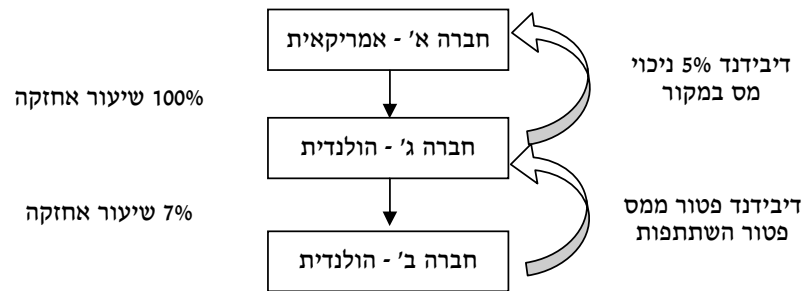 חברה א' - אמריקאית
דיבידנד 5% ניכוי
מס במקור
100% שיעור אחזקה
חברה ג' - הולנדית
7% שיעור אחזקה
דיבידנד פטור ממס
פטור השתתפות
חברה ב' - הולנדית